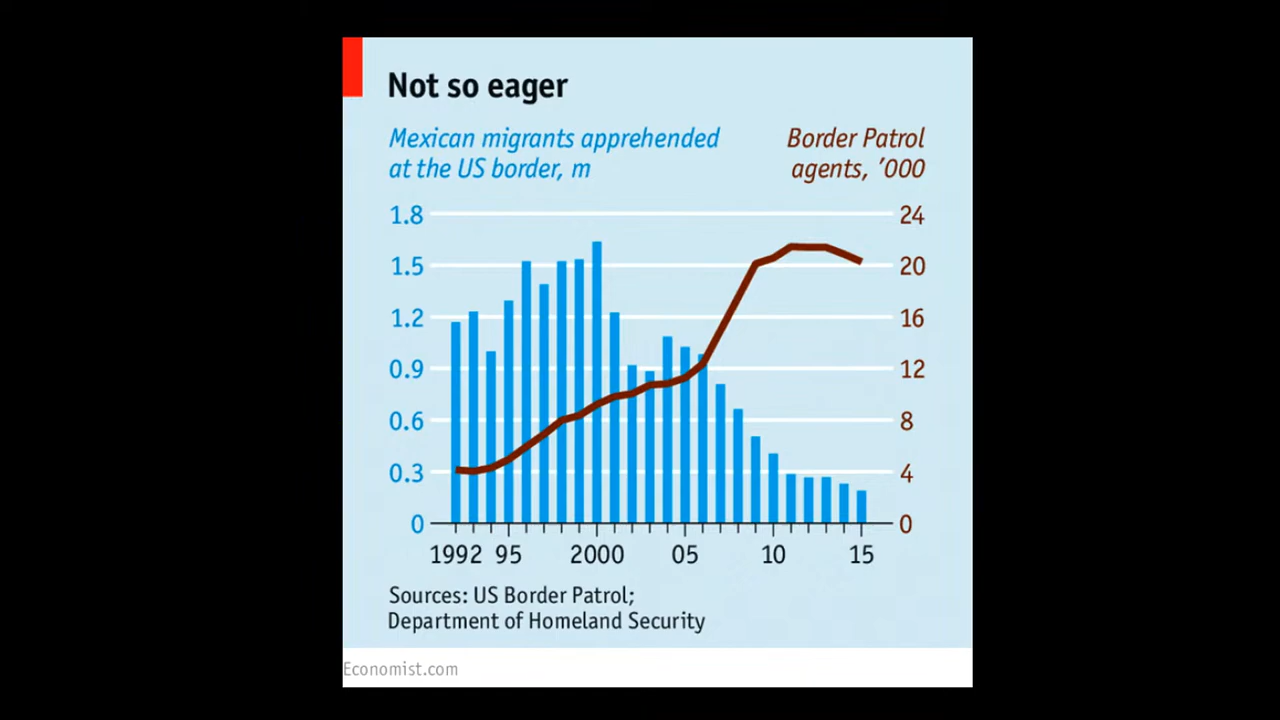 Not so eager
Mexican migrants apprehended
at the US border, m
Border Patrol
agents, ’000
1.8 24
1.5 20
1.2 16
0.9 12
0.6 8
0.3 4
0 0
1992 95 2000 05 10 15
Sources: US Border Patrol;
Department of Homeland Security
Economist.com